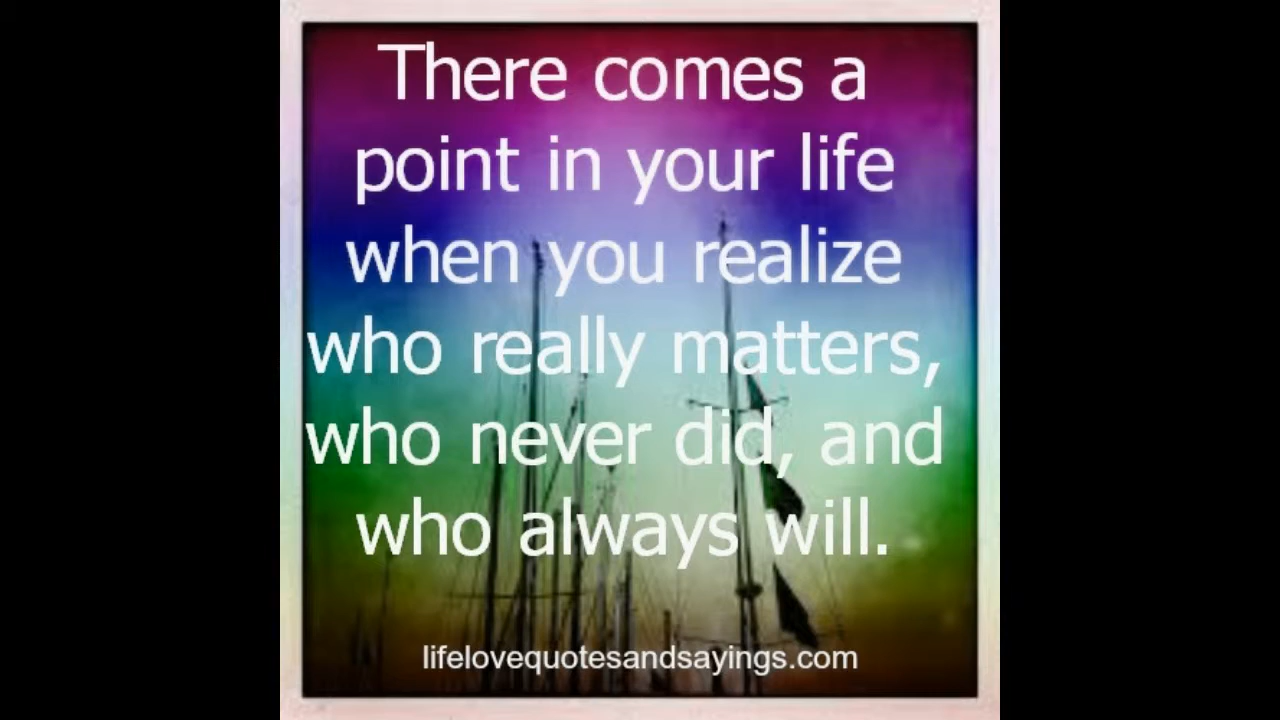 There comes a
point in your life
when you realize
who really matters,
who never did, and
who always will.
lifelovequotesandsayings.com